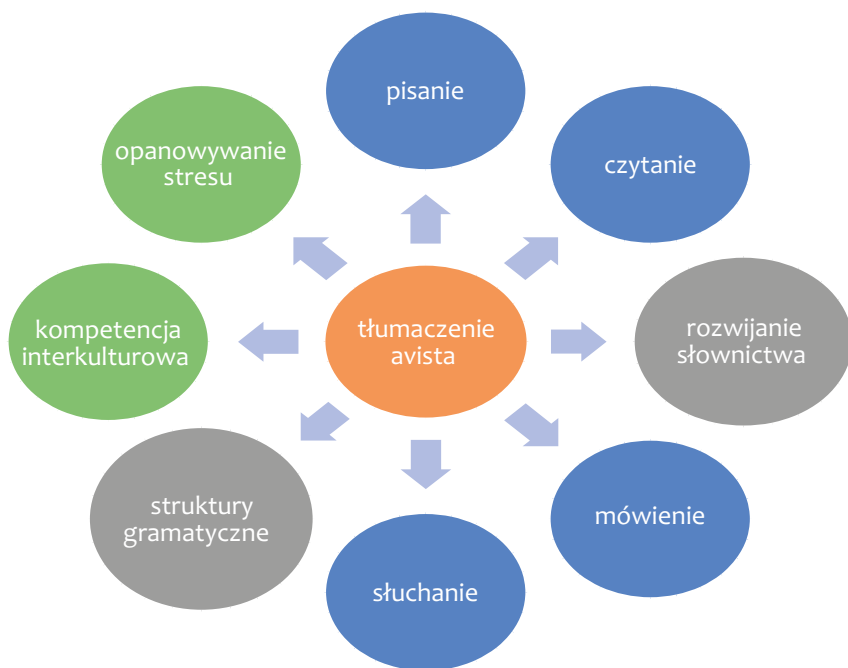 pisanie
czytanie
rozwijanie
słownictwa
mówienie
słuchanie
struktury
gramatyczne
kompetencja
interkulturowa
opanowywanie
stresu
tłumaczenie
avista